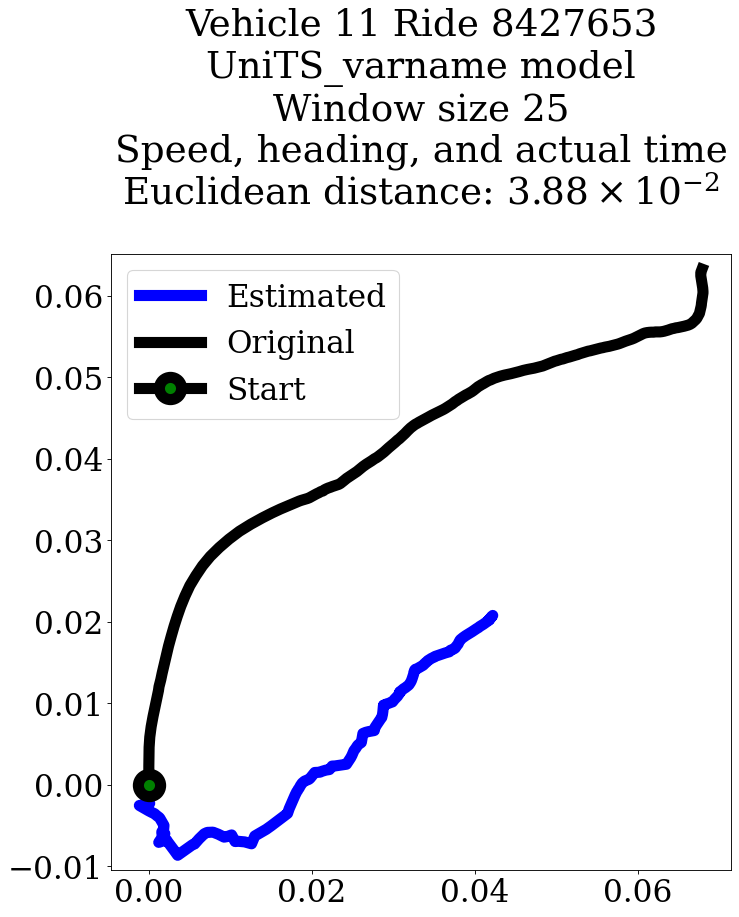 Vehicle 11 Ride 8427653
UniTS_varname model
Window size 25
Speed, heading, and actual time
Euclidean distance: 3.88 × 10⁻²
Estimated
Original
Start
0.06
0.05
0.04
0.03
0.02
0.01
0.00
−0.01
0.00 0.02 0.04 0.06